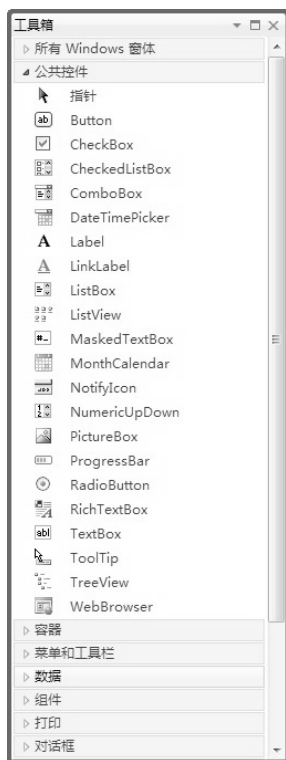 工具箱
所有 Windows 窗体
公共控件
指针
Button
CheckBox
CheckedListBox
ComboBox
DateTimePicker
Label
LinkLabel
ListBox
ListView
MaskedTextBox
MonthCalendar
NotifyIcon
NumericUpDown
PictureBox
ProgressBar
RadioButton
RichTextBox
TextBox
ToolTip
TreeView
WebBrowser
容器
菜单和工具栏
数据
组件
打印
对话框